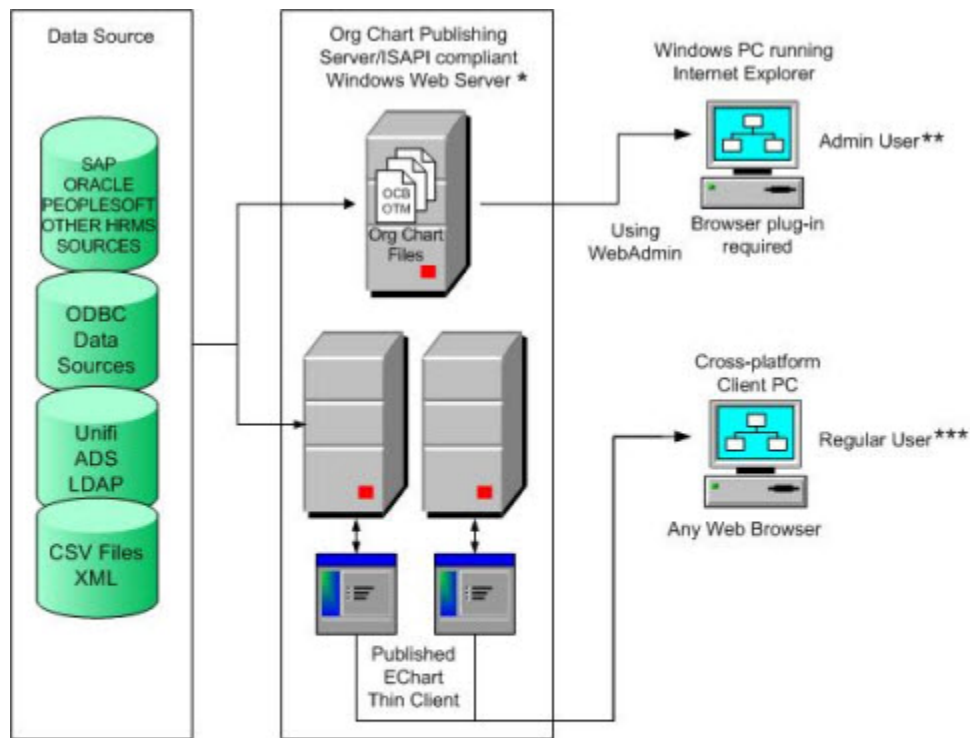 Data Source
SAP
ORACLE
PEOPLESOFT
OTHER HRMS
SOURCES
ODBC
Data
Sources
Unifi
ADS
LDAP
CSV Files
XML
Org Chart Publishing
Server/ISAPI compliant
Windows Web Server *
OCB
OTM
Org Chart
Files
Published
EChart
Thin Client
Using
WebAdmin
Windows PC running
Internet Explorer
Admin User**
Browser plug-in
required
Cross-platform
Client PC
Regular User***
Any Web Browser